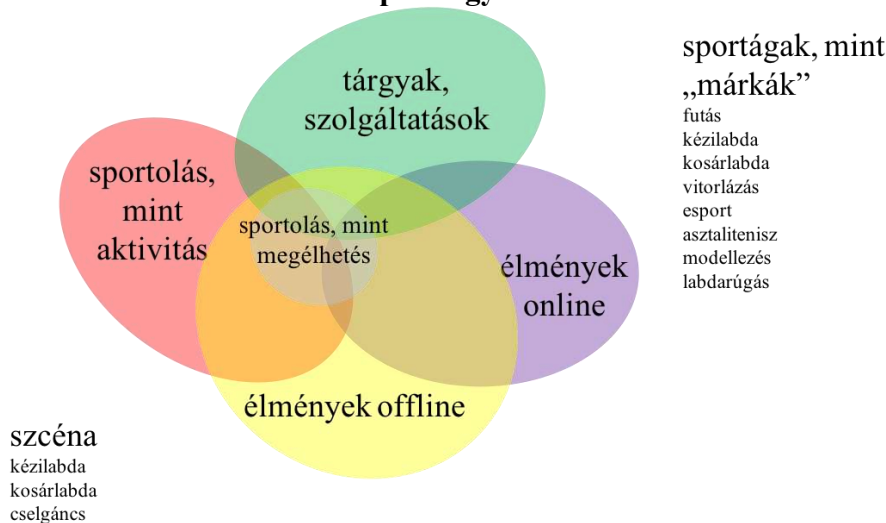 sportágak, mint
„márkák”
futás
kézilabda
kosárlabda
vitorlázás
esport
asztalitenisz
modellezés
labdarúgás
tárgyak,
szolgáltatások
sportolás,
mint
aktivitás
sportolás, mint
megélhetés
élmények
online
élmények offline
szcéna
kézilabda
kosárlabda
cselgáncs